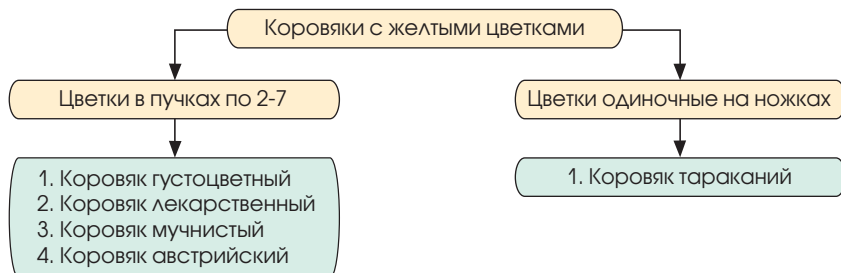 Коровяки с желтыми цветками
Цветки в пучках по 2-7
Цветки одиночные на ножках
1. Коровяк густоцветный
2. Коровяк лекарственный
3. Коровяк мучнистый
4. Коровяк австрийский
1. Коровяк тараканий